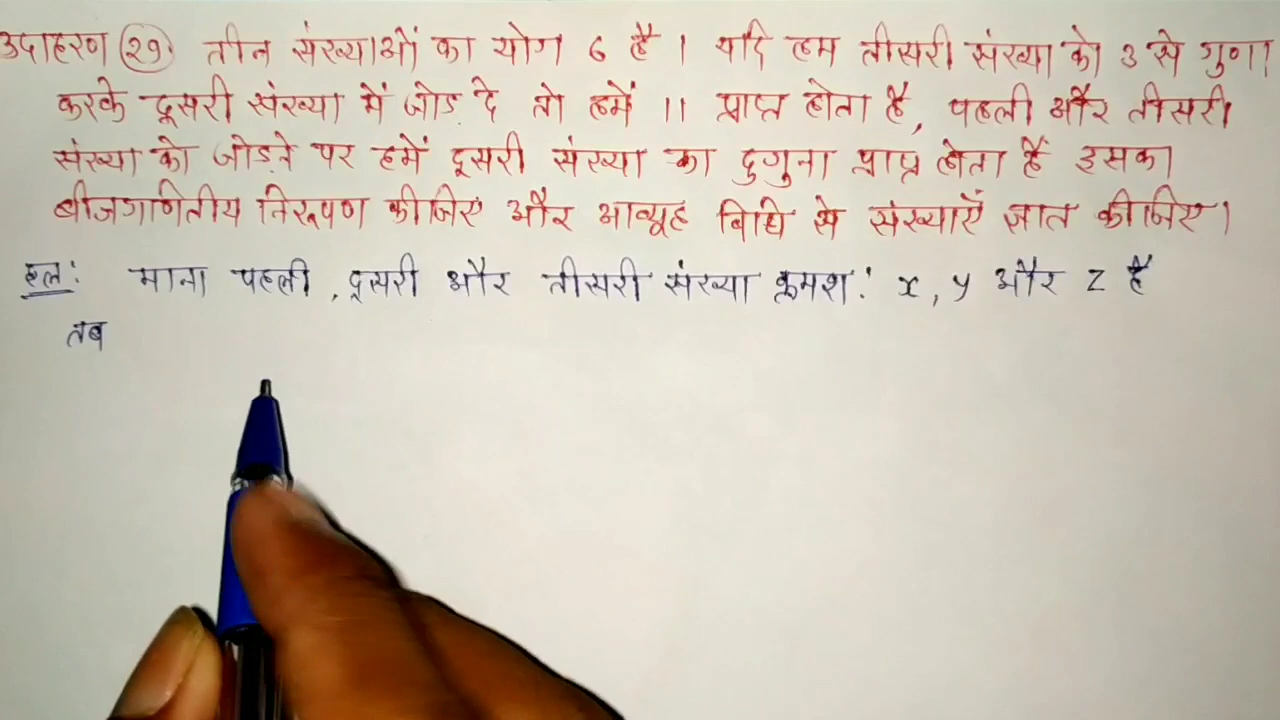 उदाहरण (29) तीन संख्याओं का योग 6 है । यदि हम तीसरी संख्या को 3 से गुणा
करके दूसरी संख्या में जोड़ दे तो हमें 11 प्राप्त होता है, पहली और तीसरी
संख्या को जोड़ने पर हमें दूसरी संख्या का दुगुना प्राप्त होता हैं इसका
बीजगणितीय निरूपण कीजिए और आव्यूह विधि से संख्याएँ ज्ञात कीजिए ।
हल: माना पहली , दूसरी और तीसरी संख्या क्रमश: x, y और z है
तब